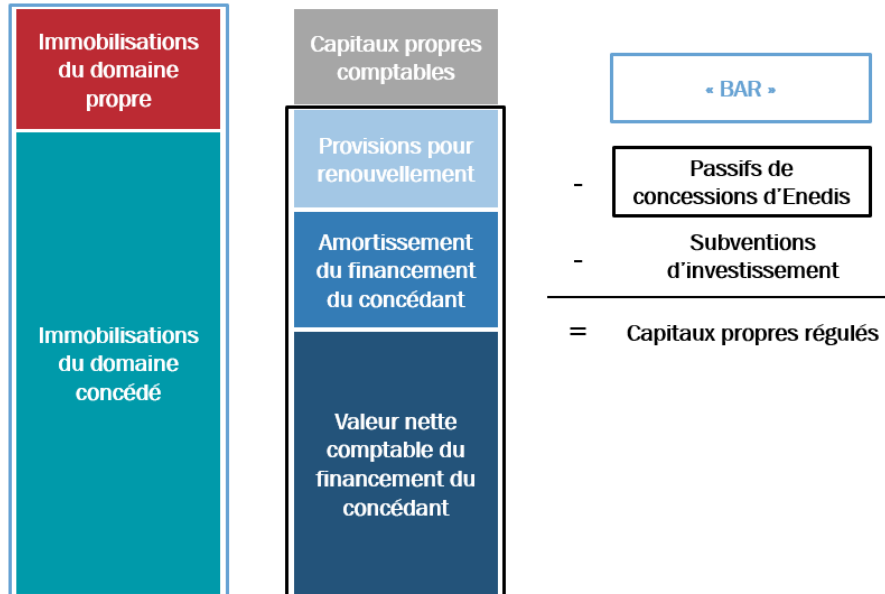 Immobilisations
du domaine
propre
Immobilisations
du domaine
concédé
Capitaux propres
comptables
Provisions pour
renouvellement
Amortissement
du financement
du concédant
Valeur nette
comptable du
financement du
concédant
« BAR »
- Passifs de
concessions d'Enedis
- Subventions
d'investissement
= Capitaux propres régulés